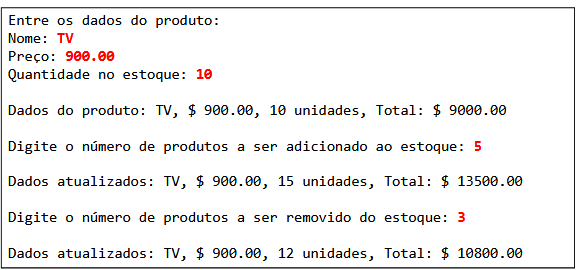 Entre os dados do produto:
Nome: TV
Preço: 900.00
Quantidade no estoque: 10
Dados do produto: TV, $ 900.00, 10 unidades, Total: $ 9000.00
Digite o número de produtos a ser adicionado ao estoque: 5
Dados atualizados: TV, $ 900.00, 15 unidades, Total: $ 13500.00
Digite o número de produtos a ser removido do estoque: 3
Dados atualizados: TV, $ 900.00, 12 unidades, Total: $ 10800.00